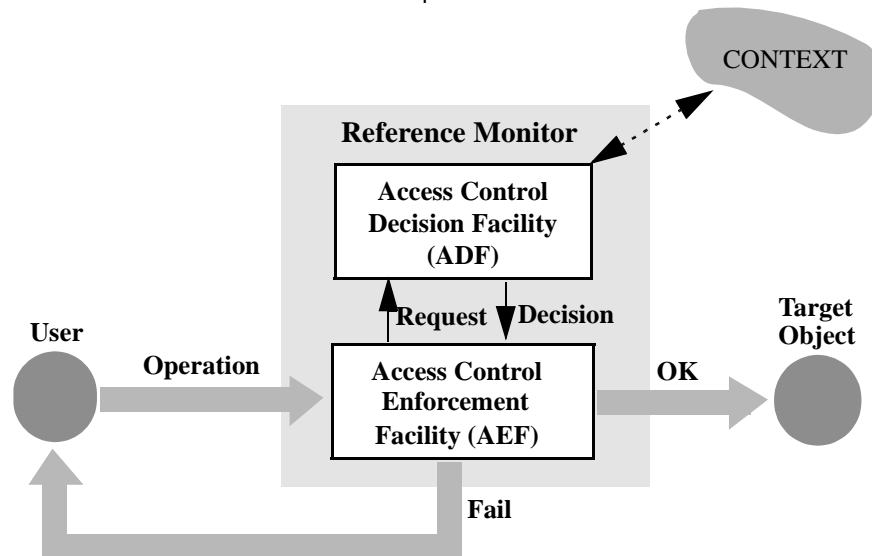 CONTEXT
Reference Monitor
Access Control
Decision Facility
(ADF)
Request
Decision
User
Operation
Access Control
Enforcement
Facility (AEF)
OK
Target
Object
Fail